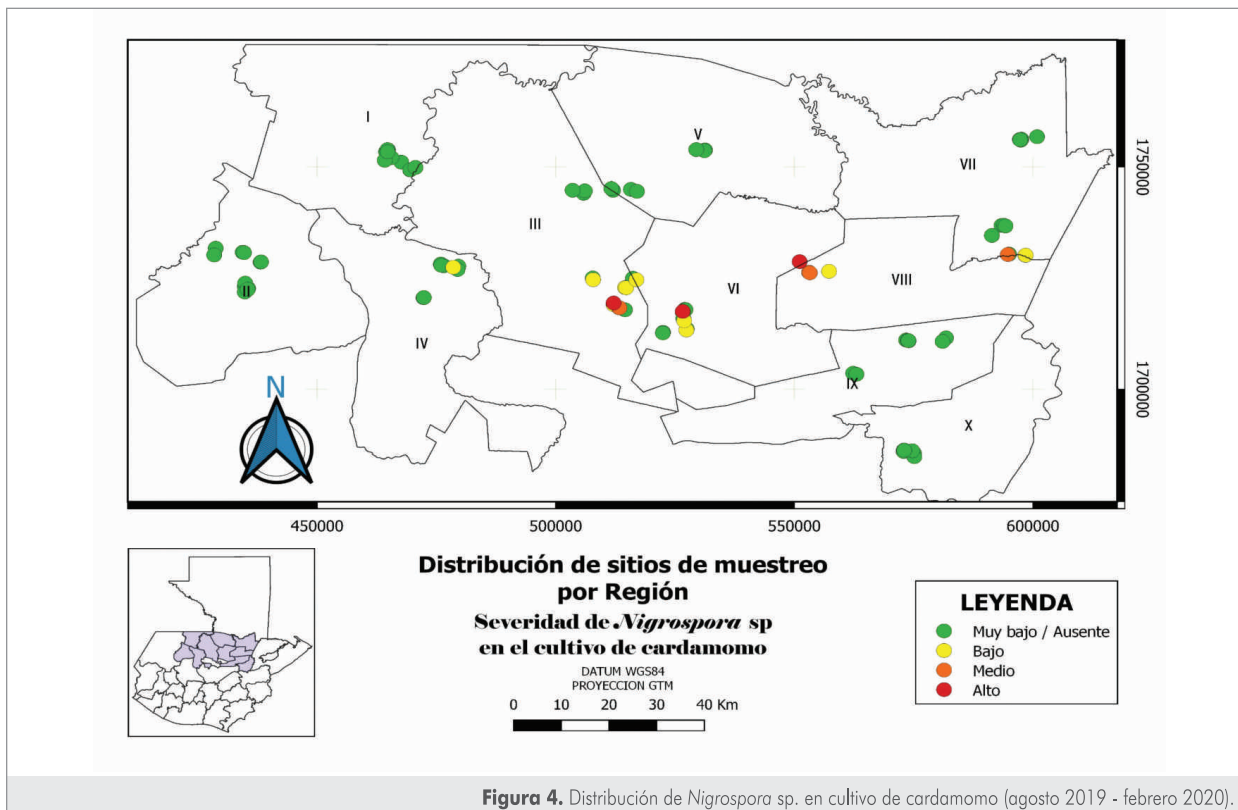 I
V
VII
III
II
IV
VI
VIII
IX
X
N
1750000
1700000
450000
500000
550000
600000
Distribución de sitios de muestreo
por Región
Severidad de Nigrospora sp
en el cultivo de cardamomo
DATUM WGS84
PROYECCION GTM
0 10 20 30 40 Km
LEYENDA
Muy bajo / Ausente
Bajo
Medio
Alto
Figura 4. Distribución de Nigrospora sp. en cultivo de cardamomo (agosto 2019 - febrero 2020).